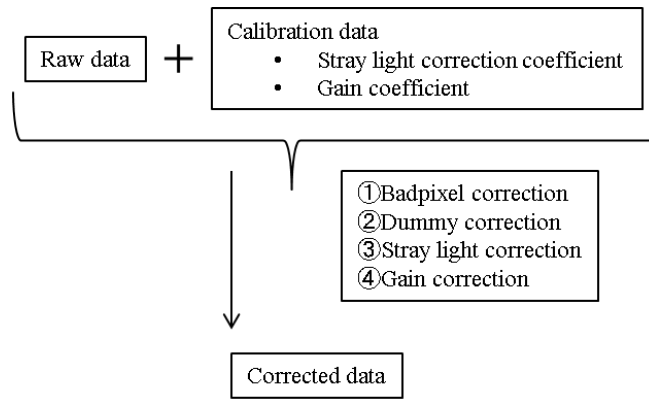 Raw data
+
Calibration data
• Stray light correction coefficient
• Gain coefficient
①Badpixel correction
②Dummy correction
③Stray light correction
④Gain correction
Corrected data